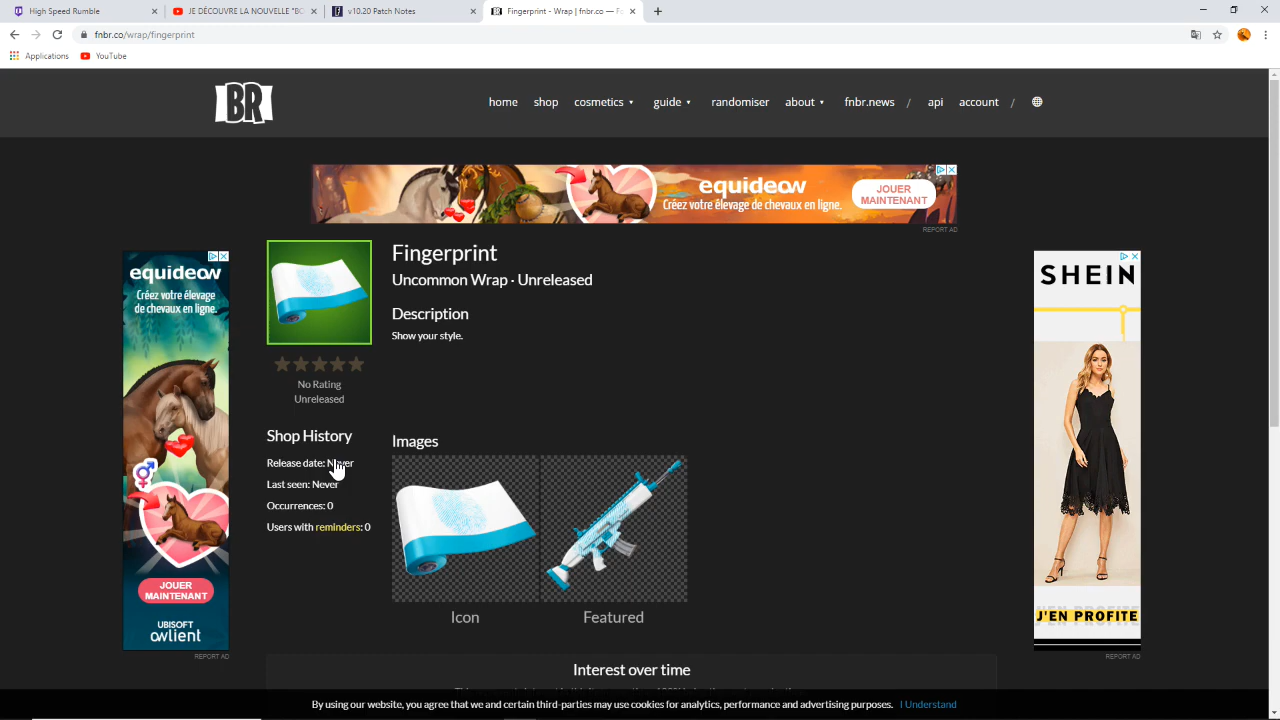 High Speed Rumble
JE DÉCOUVRE LA NOUVELLE "BO
v10.20 Patch Notes
Fingerprint - Wrap | fnbr.co — Fo
fnbr.co/wrap/fingerprint
Applications
YouTube
BR
home
shop
cosmetics
guide
randomiser
about
fnbr.news
/
api
account
/
equideow
Créez votre élevage de chevaux en ligne.
JOUER
MAINTENANT
REPORT AD
equideow
Créez votre élevage
de chevaux en ligne.
JOUER
MAINTENANT
UBISOFT
owlient
REPORT AD
Fingerprint
Uncommon Wrap · Unreleased
Description
Show your style.
No Rating
Unreleased
Shop History
Release date: Never
Last seen: Never
Occurrences: 0
Users with reminders: 0
Images
Icon
Featured
SHEIN
J'EN PROFITE
REPORT AD
Interest over time
By using our website, you agree that we and certain third-parties may use cookies for analytics, performance and advertising purposes.
I Understand